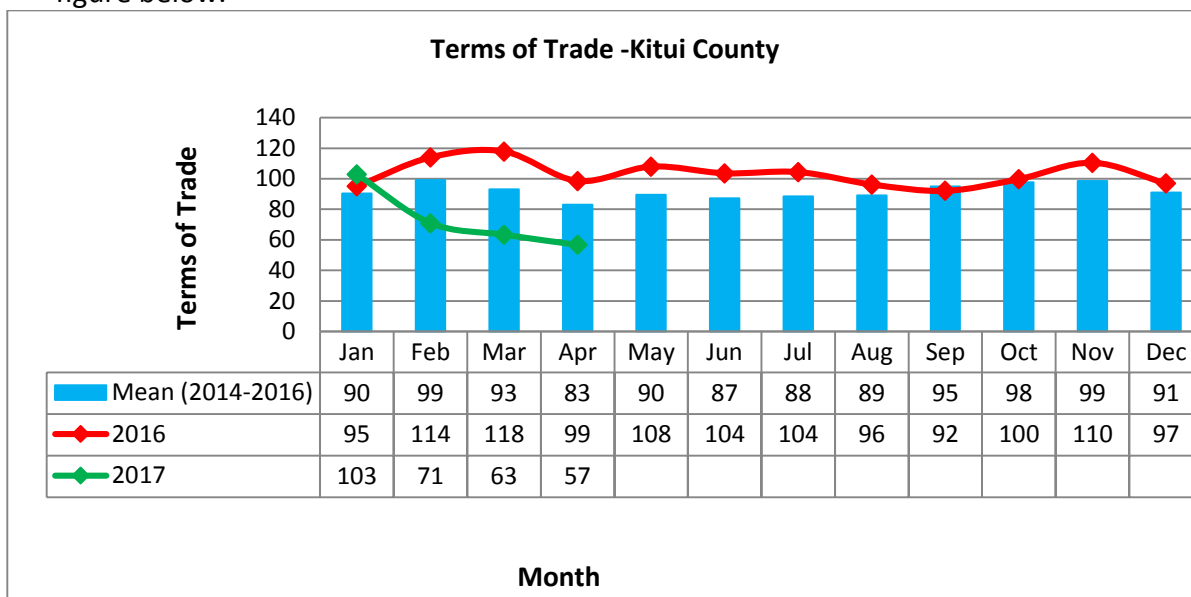 figure below.
Terms of Trade -Kitui County
Terms of Trade
140
120
100
80
60
40
20
0
Jan Feb Mar Apr May Jun Jul Aug Sep Oct Nov Dec
Mean (2014-2016) 90 99 93 83 90 87 88 89 95 98 99 91
2016 95 114 118 99 108 104 104 96 92 100 110 97
2017 103 71 63 57
Month